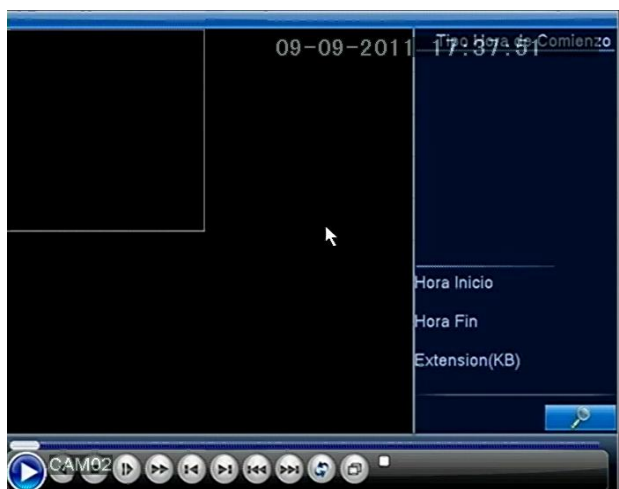 09-09-2011 17:37:51
Tipo Hora de Comienzo
Hora Inicio
Hora Fin
Extension(KB)
CAM02